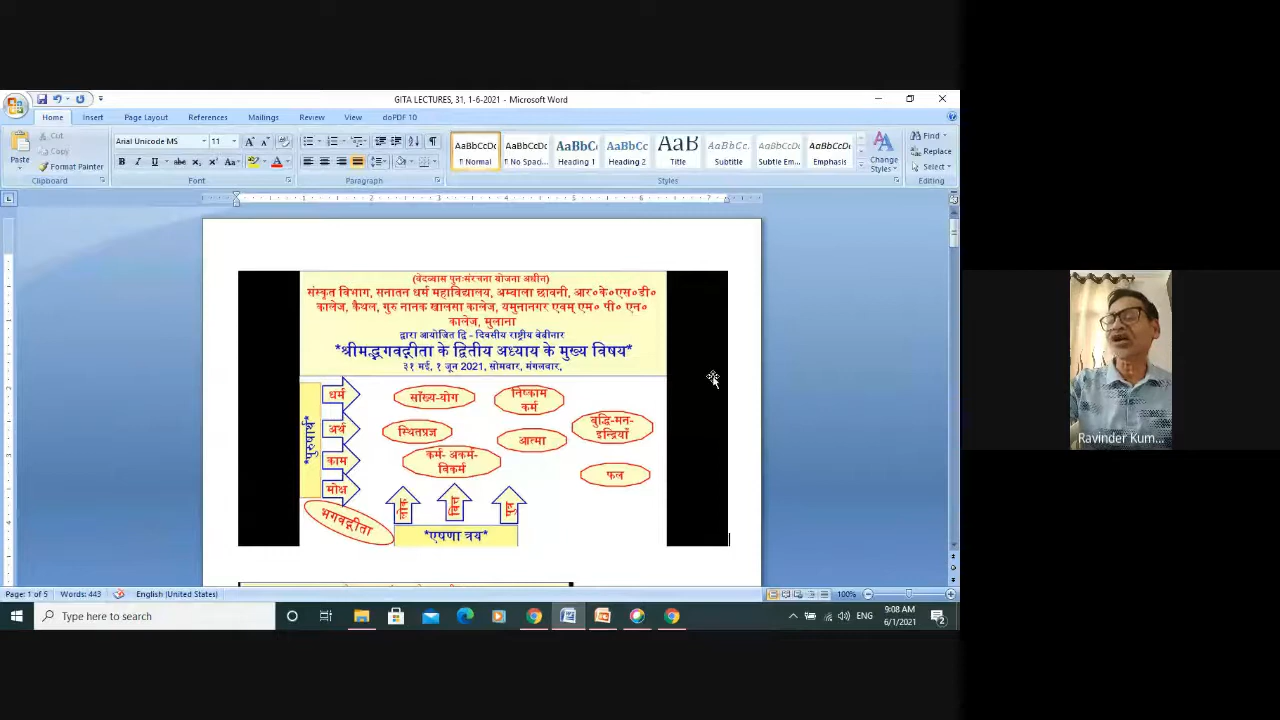 GITA LECTURES, 31, 1-6-2021 - Microsoft Word
Home Insert Page Layout References Mailings Review View doPDF 10
Paste
Cut
Copy
Format Painter
Clipboard
Arial Unicode MS 11
Font
Paragraph
AaBbCcDc AaBbCcDc AaBbCc AaBbCc AaB AaBbCc. AaBbCcDc AaBbCcDc
¶ Normal ¶ No Spaci... Heading 1 Heading 2 Title Subtitle Subtle Em... Emphasis
Change Styles
Styles
Find
Replace
Select
Editing
(वेदव्यास पुनःसंरचना योजना अधीन)
संस्कृत विभाग, सनातन धर्म महाविद्यालय, अम्बाला छावनी, आर०के०एस०डी०
कालेज, कैथल, गुरु नानक खालसा कालेज, यमुनानगर एवम् एम० पी० एन०
कालेज, मुलाना
द्वारा आयोजित द्वि - दिवसीय राष्ट्रीय वेबीनार
*श्रीमद्भगवद्गीता के द्वितीय अध्याय के मुख्य विषय*
३१ मई, १ जून 2021, सोमवार, मंगलवार,
*पुरुषार्थ*
धर्म
अर्थ
काम
मोक्ष
साँख्य-योग
निष्काम
कर्म
स्थितप्रज्ञ
आत्मा
बुद्धि-मन-
इन्द्रियाँ
कर्म- अकर्म-
विकर्म
फल
लोक
वित्त
पुत्र
भगवद्गीता
*एषणा त्रय*
Ravinder Kum...
Page: 1 of 5 Words: 443 English (United States) 100%
Type here to search
ENG
9:08 AM
6/1/2021
2